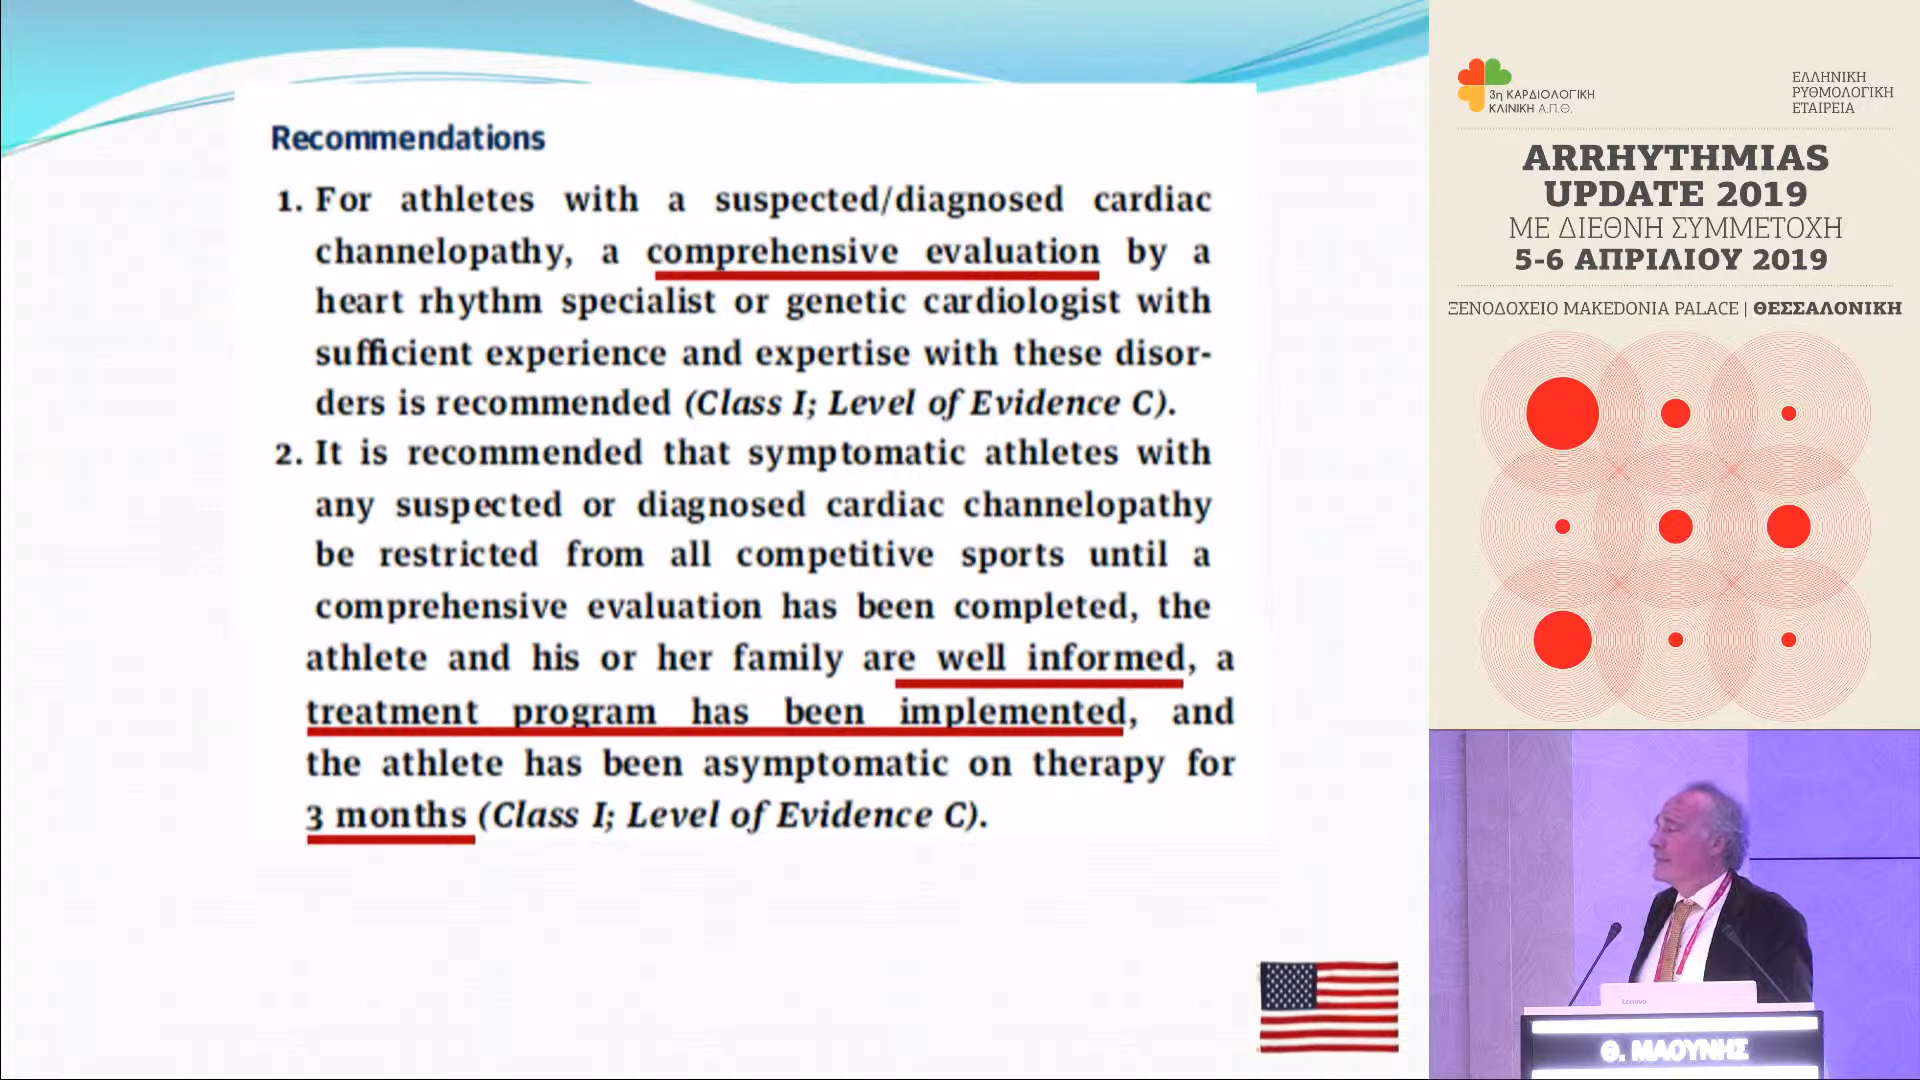 Recommendations
1. For athletes with a suspected/diagnosed cardiac
channelopathy, a comprehensive evaluation by a
heart rhythm specialist or genetic cardiologist with
sufficient experience and expertise with these disor-
ders is recommended (Class I; Level of Evidence C).
2. It is recommended that symptomatic athletes with
any suspected or diagnosed cardiac channelopathy
be restricted from all competitive sports until a
comprehensive evaluation has been completed, the
athlete and his or her family are well informed, a
treatment program has been implemented, and
the athlete has been asymptomatic on therapy for
3 months (Class I; Level of Evidence C).
3η ΚΑΡΔΙΟΛΟΓΙΚΗ
ΚΛΙΝΙΚΗ Α.Π.Θ.
ΕΛΛΗΝΙΚΗ
ΡΥΘΜΟΛΟΓΙΚΗ
ΕΤΑΙΡΕΙΑ
ARRHYTHMIAS
UPDATE 2019
ΜΕ ΔΙΕΘΝΗ ΣΥΜΜΕΤΟΧΗ
5-6 ΑΠΡΙΛΙΟΥ 2019
ΞΕΝΟΔΟΧΕΙΟ MAKEDONIA PALACE | ΘΕΣΣΑΛΟΝΙΚΗ
Lenovo
Θ. ΜΑΟΥΝΗΣ